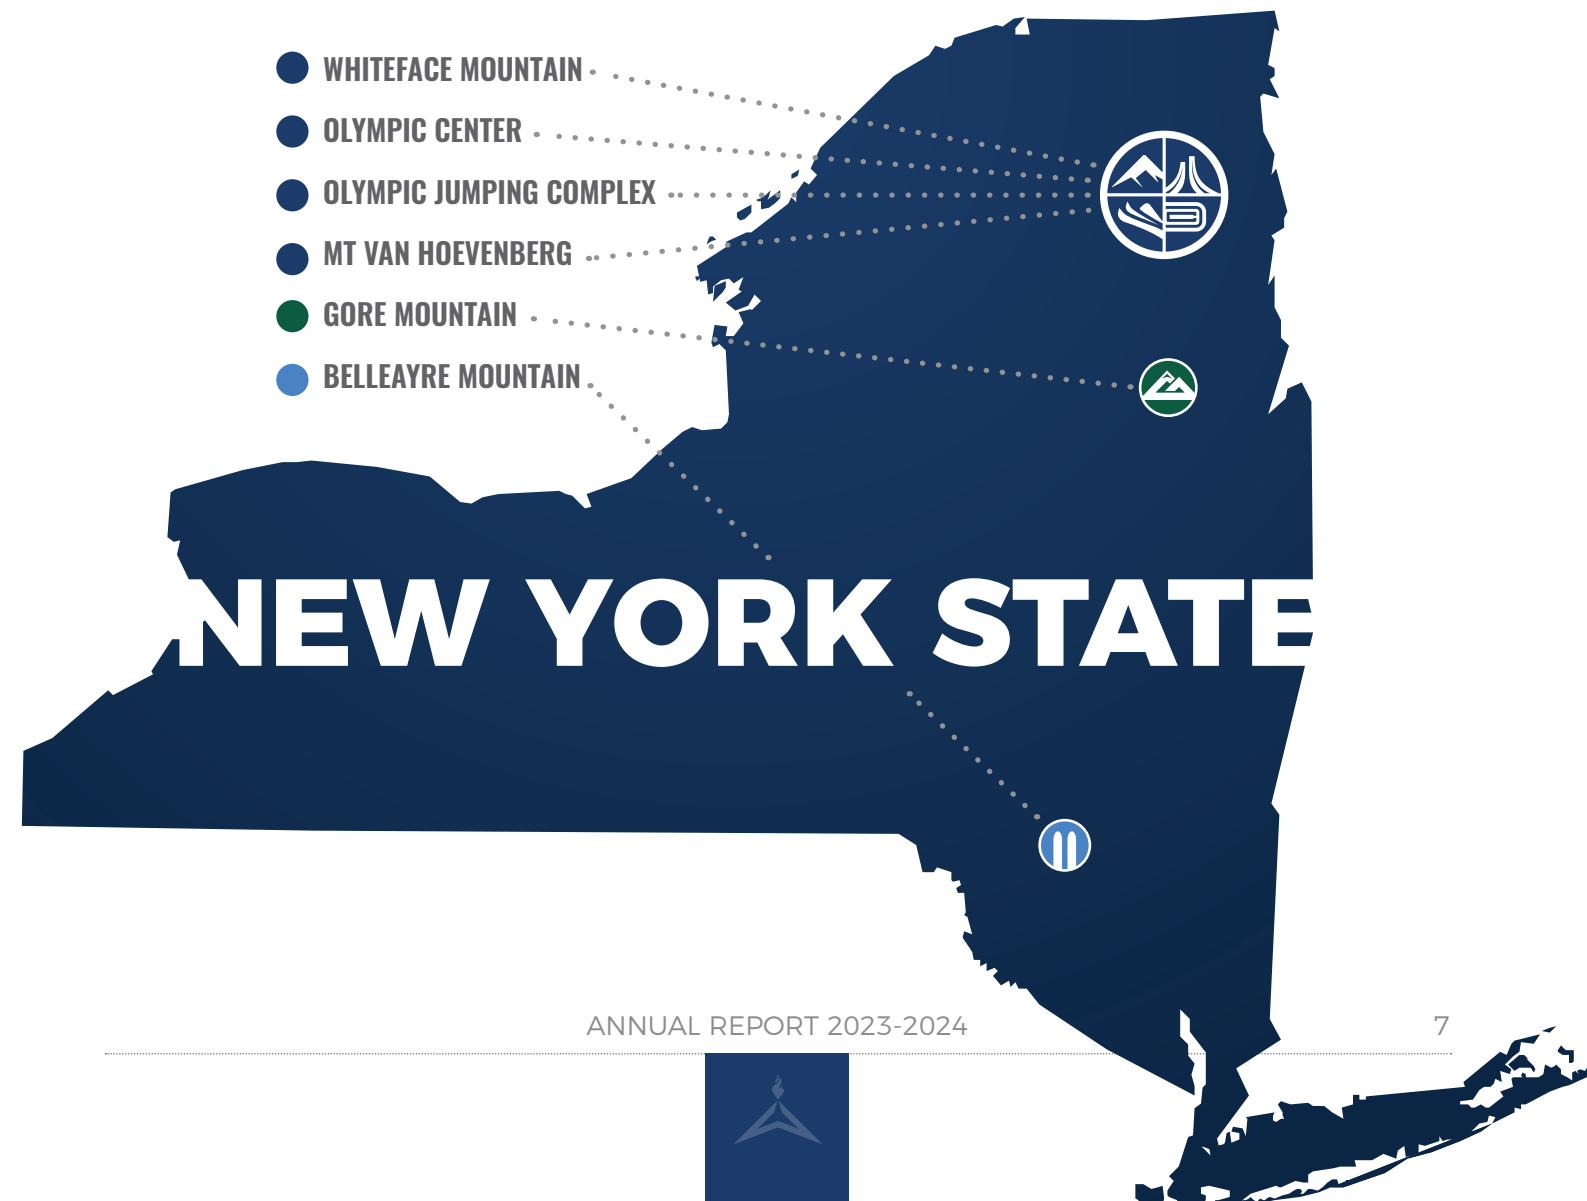 WHITEFACE MOUNTAIN
OLYMPIC CENTER
OLYMPIC JUMPING COMPLEX
MT VAN HOEVENBERG
GORE MOUNTAIN
BELLEAYRE MOUNTAIN
NEW YORK STATE
ANNUAL REPORT 2023-2024
7